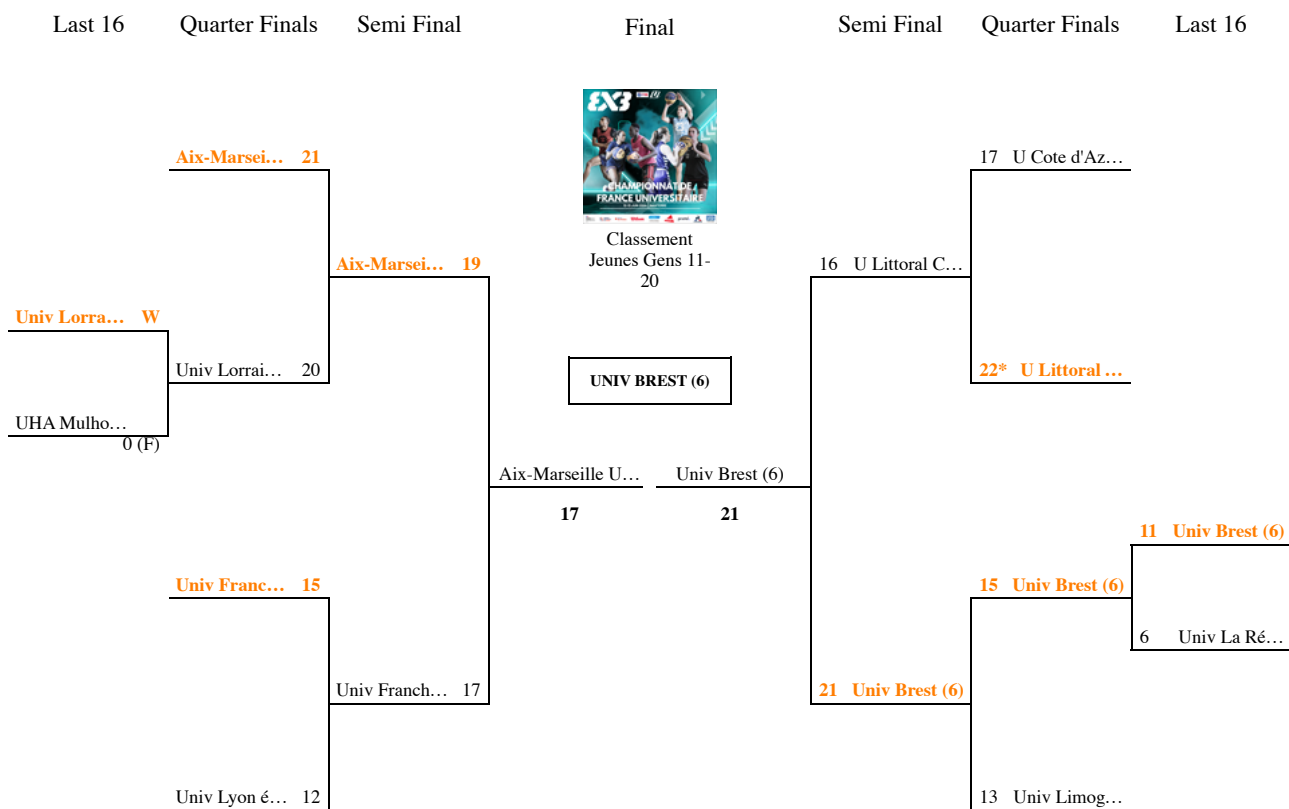 Last 16 Quarter Finals Semi Final Final Semi Final Quarter Finals Last 16
CHAMPIONNAT DE
FRANCE UNIVERSITAIRE
Classement
Jeunes Gens 11-
20
Aix-Marsei… 21
17 U Cote d'Az…
Aix-Marsei… 19
16 U Littoral C…
Univ Lorra… W
Univ Lorrai… 20
UNIV BREST (6)
22* U Littoral …
UHA Mulho…
0 (F)
Aix-Marseille U… Univ Brest (6)
17 21
11 Univ Brest (6)
Univ Franc… 15
15 Univ Brest (6)
6 Univ La Ré…
Univ Franch… 17
21 Univ Brest (6)
Univ Lyon é… 12
13 Univ Limog…